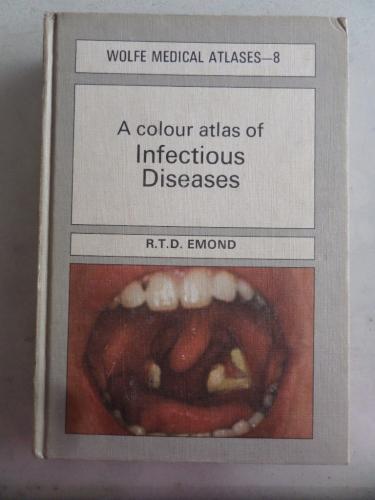 WOLFE MEDICAL ATLASES—8
A colour atlas of
Infectious
Diseases
R.T.D. EMOND